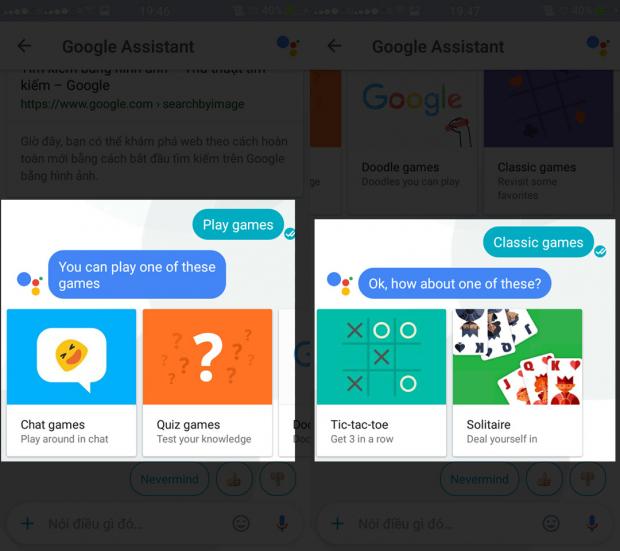 19:46
40%
Google Assistant
Tìm kiếm bằng hình ảnh – Thủ thuật tìm
kiếm – Google
https://www.google.com › searchbyimage
Giờ đây, bạn có thể khám phá web theo cách hoàn
toàn mới bằng cách bắt đầu tìm kiếm trên Google
bằng hình ảnh.
Play games
You can play one of these
games
? ? ? ? ? ? ?
Chat games
Play around in chat
Quiz games
Test your knowledge
Nevermind
Nói điều gì đó...
19:47
40%
Google Assistant
Google
Doodle games
Doodles you can play
Classic games
Revisit some
favorites
Classic games
Ok, how about one of these?
X O O
X
X O
J Q K
Tic-tac-toe
Get 3 in a row
Solitaire
Deal yourself in
Nevermind
Nói điều gì đó...